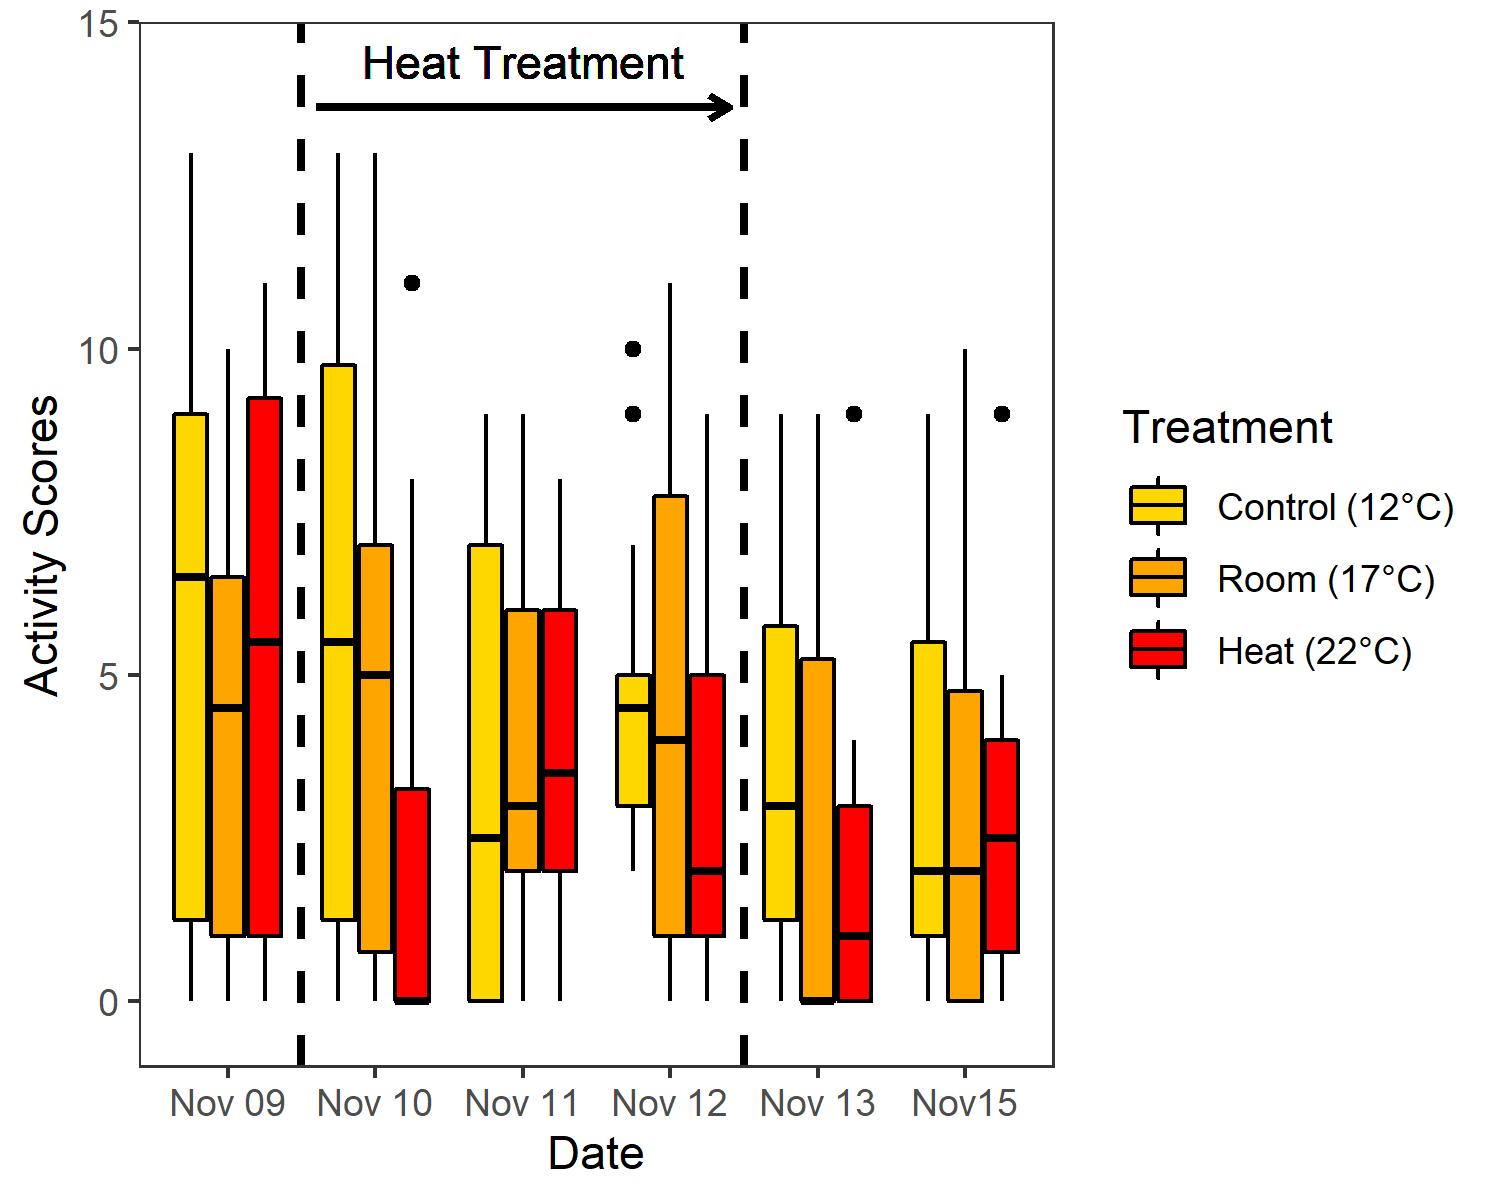 15
Heat Treatment
10
5
0
Activity Scores
Nov 09 Nov 10 Nov 11 Nov 12 Nov 13 Nov15
Date
Treatment
Control (12°C)
Room (17°C)
Heat (22°C)